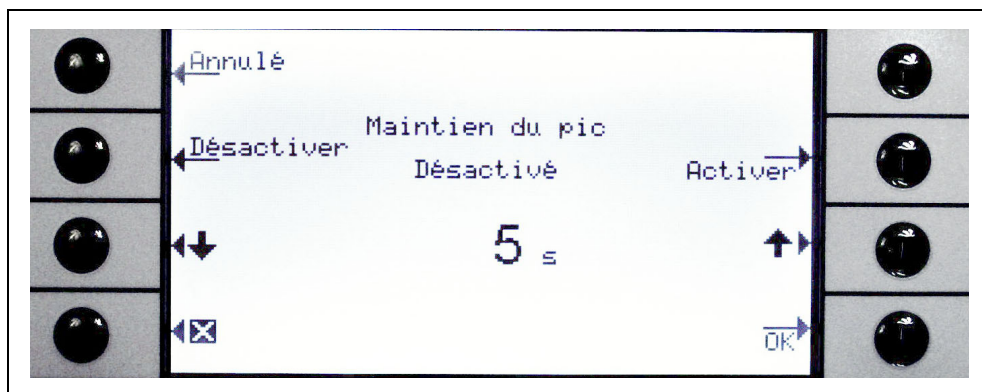 Annulé
Maintien du pic
Désactiver
Désactivé
Activer
5 s
OK